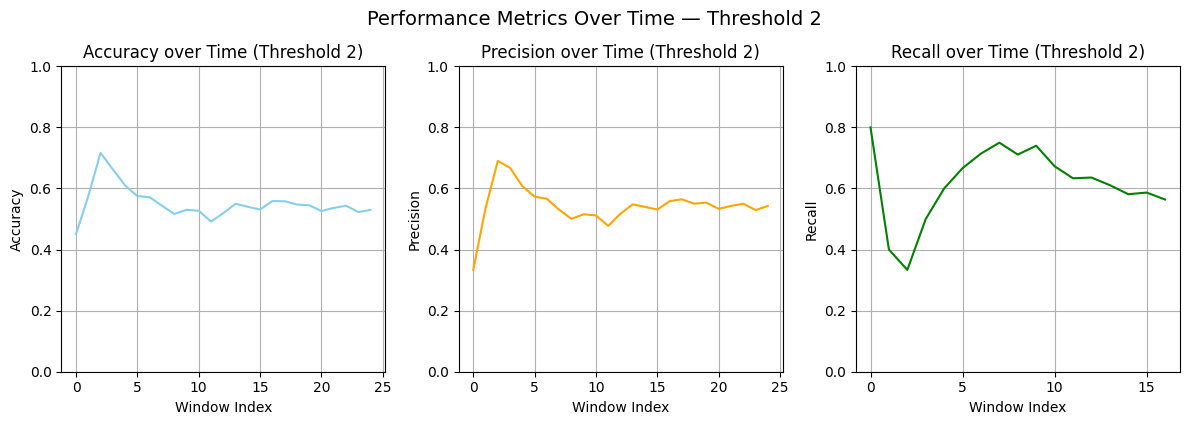 Performance Metrics Over Time — Threshold 2
Accuracy over Time (Threshold 2)
1.0
0.8
0.6
0.4
0.2
0.0
Accuracy
0 5 10 15 20 25
Window Index
Precision over Time (Threshold 2)
1.0
0.8
0.6
0.4
0.2
0.0
Precision
0 5 10 15 20 25
Window Index
Recall over Time (Threshold 2)
1.0
0.8
0.6
0.4
0.2
0.0
Recall
0 5 10 15
Window Index